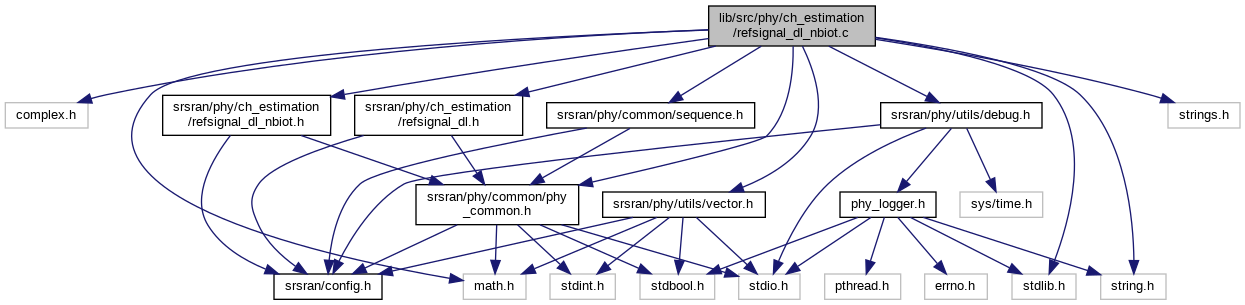 lib/src/phy/ch_estimation
/refsignal_dl_nbiot.c
complex.h
srsran/phy/ch_estimation
/refsignal_dl_nbiot.h
srsran/phy/ch_estimation
/refsignal_dl.h
srsran/phy/common/sequence.h
srsran/phy/utils/debug.h
strings.h
srsran/phy/common/phy
_common.h
srsran/phy/utils/vector.h
phy_logger.h
sys/time.h
srsran/config.h
math.h
stdint.h
stdbool.h
stdio.h
pthread.h
errno.h
stdlib.h
string.h